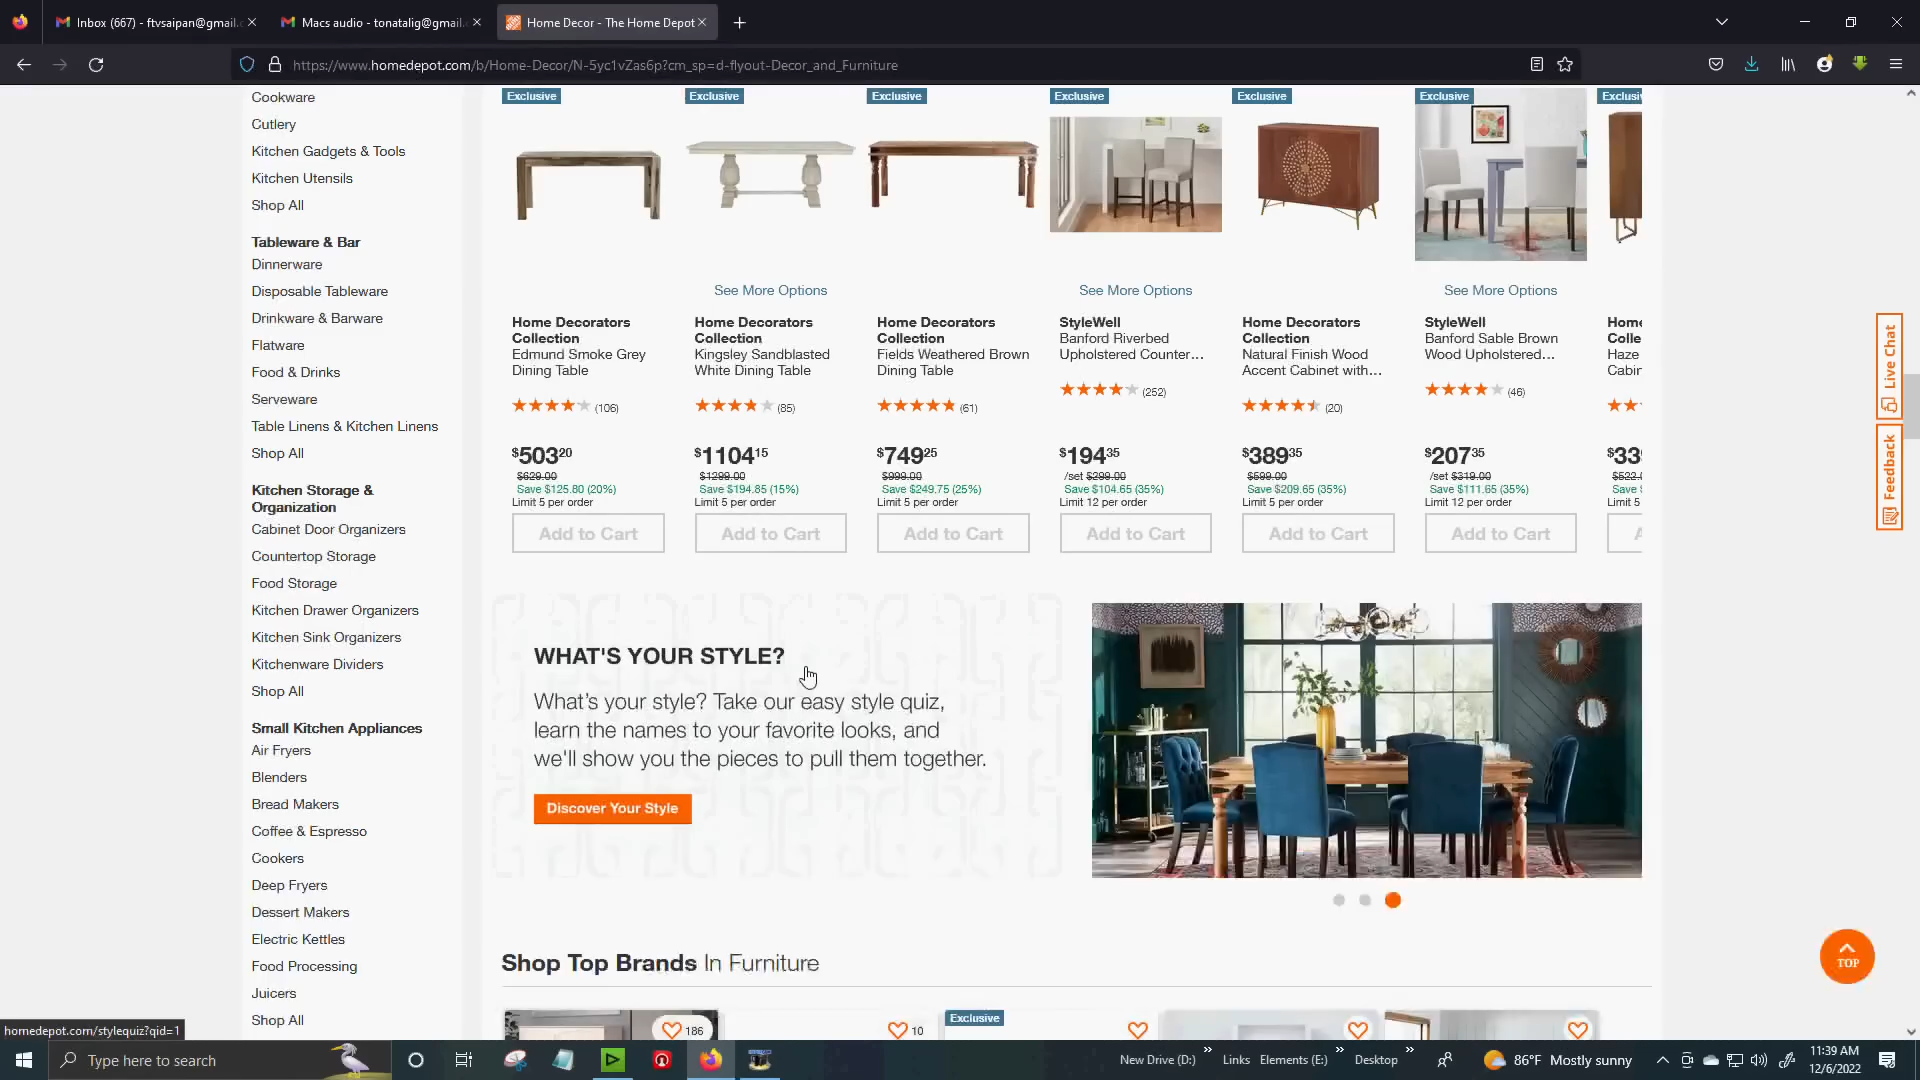 Inbox (667) - ftvsaipan@gmail.
Macs audio - tonatalig@gmail.
Home Decor - The Home Depot
https://www.homedepot.com/b/Home-Decor/N-5yc1vZas6p?cm_sp=d-flyout-Decor_and_Furniture
Cookware
Cutlery
Kitchen Gadgets & Tools
Kitchen Utensils
Shop All
Tableware & Bar
Dinnerware
Disposable Tableware
Drinkware & Barware
Flatware
Food & Drinks
Serveware
Table Linens & Kitchen Linens
Shop All
Kitchen Storage &
Organization
Cabinet Door Organizers
Countertop Storage
Food Storage
Kitchen Drawer Organizers
Kitchen Sink Organizers
Kitchenware Dividers
Shop All
Small Kitchen Appliances
Air Fryers
Blenders
Bread Makers
Coffee & Espresso
Cookers
Deep Fryers
Dessert Makers
Electric Kettles
Food Processing
Juicers
Shop All
Exclusive
Home Decorators
Collection
Edmund Smoke Grey
Dining Table
(106)
$50320
$629.00
Save $125.80 (20%)
Limit 5 per order
Add to Cart
Exclusive
See More Options
Home Decorators
Collection
Kingsley Sandblasted
White Dining Table
(85)
$110415
$1299.00
Save $194.85 (15%)
Limit 5 per order
Add to Cart
Exclusive
Home Decorators
Collection
Fields Weathered Brown
Dining Table
(61)
$74925
$999.00
Save $249.75 (25%)
Limit 5 per order
Add to Cart
Exclusive
See More Options
StyleWell
Banford Riverbed
Upholstered Counter...
(252)
$19435
/set $299.00
Save $104.65 (35%)
Limit 12 per order
Add to Cart
Exclusive
Home Decorators
Collection
Natural Finish Wood
Accent Cabinet with...
(20)
$38935
$599.00
Save $209.65 (35%)
Limit 5 per order
Add to Cart
Exclusive
See More Options
StyleWell
Banford Sable Brown
Wood Upholstered...
(46)
$20735
/set $319.00
Save $111.65 (35%)
Limit 12 per order
Add to Cart
Exclusi
Home
Colle
Haze
Cabin
$339
$522.
Save $
Limit 5
A
WHAT'S YOUR STYLE?
What's your style? Take our easy style quiz,
learn the names to your favorite looks, and
we'll show you the pieces to pull them together.
Discover Your Style
Shop Top Brands In Furniture
186
10
Exclusive
Live Chat
Feedback
TOP
homedepot.com/stylequiz?qid=1
Type here to search
New Drive (D:)
Links
Elements (E:)
Desktop
86°F Mostly sunny
11:39 AM
12/6/2022